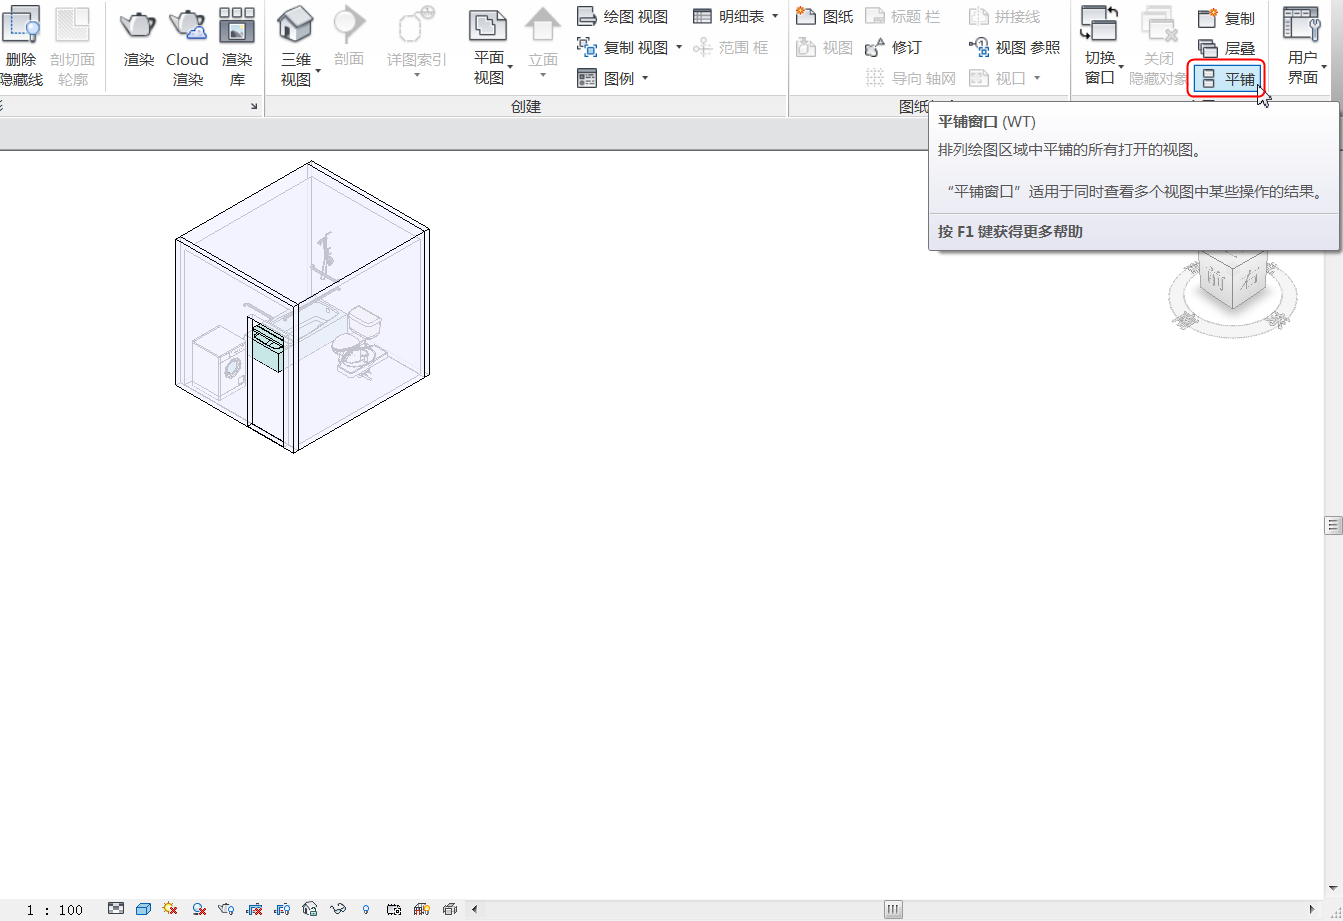 删除
隐藏线
剖切面
轮廓
渲染
Cloud
渲染
渲染
库
三维
视图
剖面
详图索引
平面
视图
立面
绘图 视图
复制 视图
图例
明细表
范围 框
创建
图纸
视图
标题 栏
修订
导向 轴网
拼接线
视图 参照
视口
切换
窗口
关闭
隐藏对象
复制
层叠
平铺
用户
界面
平铺窗口 (WT)
排列绘图区域中平铺的所有打开的视图。
“平铺窗口”适用于同时查看多个视图中某些操作的结果。
按 F1 键获得更多帮助
前
右
1 : 100